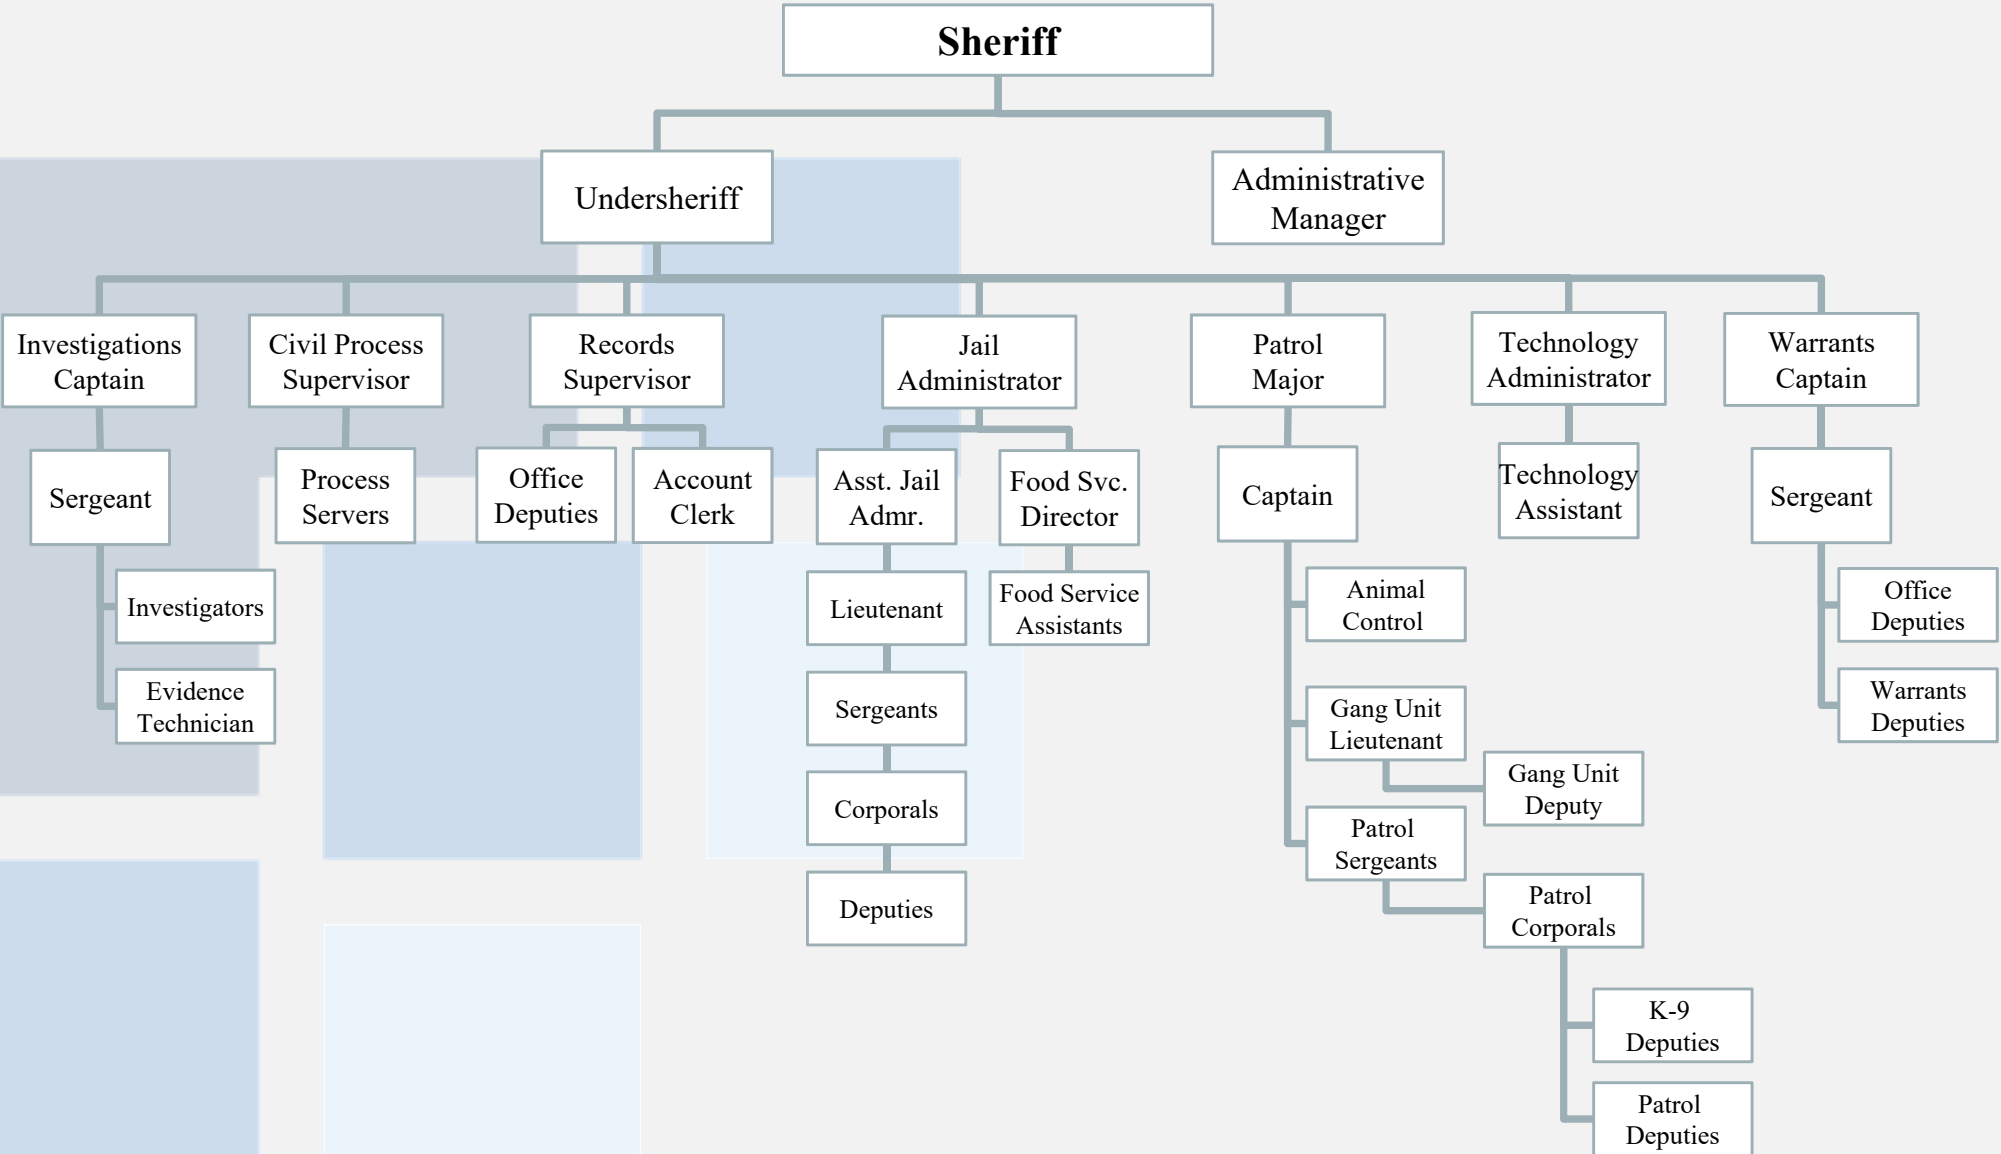 Sheriff
Undersheriff
Administrative
Manager
Investigations
Captain
Civil Process
Supervisor
Records
Supervisor
Jail
Administrator
Patrol
Major
Technology
Administrator
Warrants
Captain
Sergeant
Process
Servers
Office
Deputies
Account
Clerk
Asst. Jail
Admr.
Food Svc.
Director
Captain
Technology
Assistant
Sergeant
Investigators
Evidence
Technician
Lieutenant
Sergeants
Corporals
Deputies
Food Service
Assistants
Animal
Control
Gang Unit
Lieutenant
Gang Unit
Deputy
Patrol
Sergeants
Patrol
Corporals
K-9
Deputies
Patrol
Deputies
Office
Deputies
Warrants
Deputies